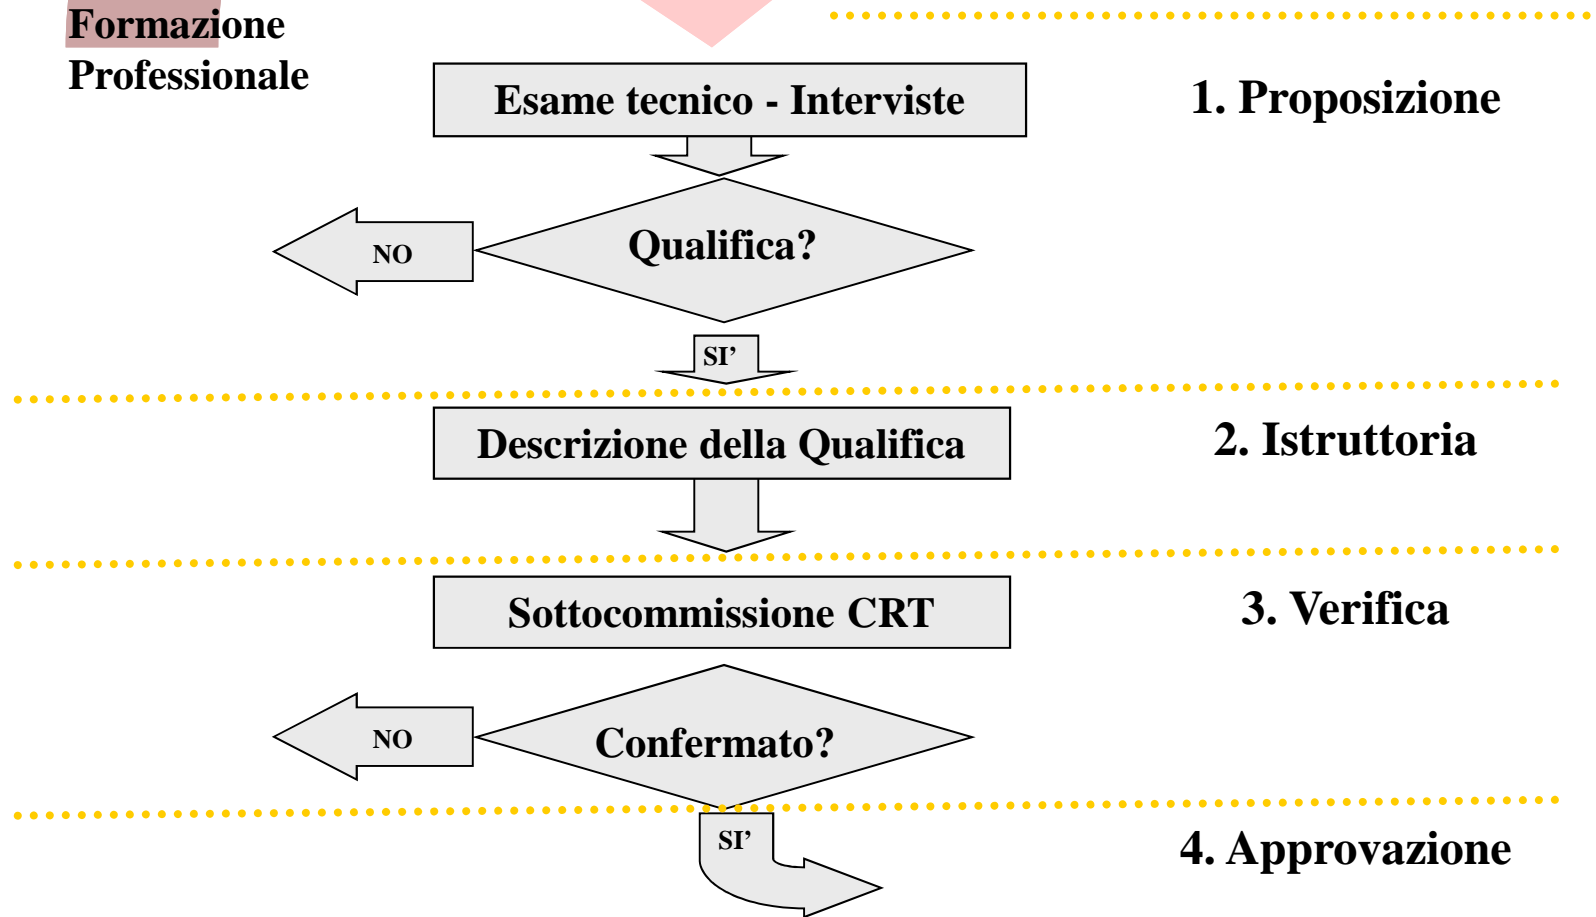 Formazione
Professionale
Esame tecnico - Interviste
1. Proposizione
Qualifica?
NO
SI’
Descrizione della Qualifica
2. Istruttoria
Sottocommissione CRT
3. Verifica
NO
Confermato?
SI’
4. Approvazione